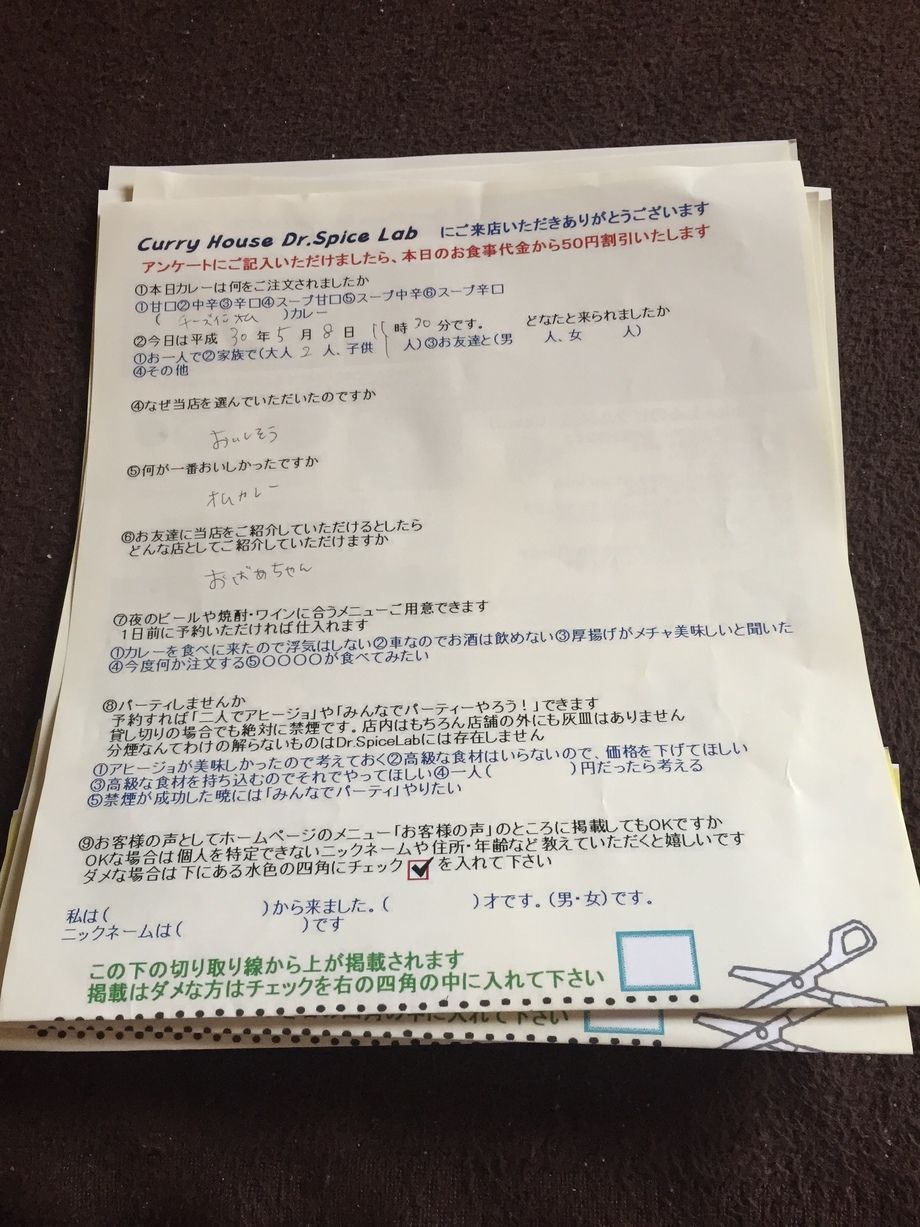 Curry House Dr.Spice Lab にご来店いただきありがとうございます
アンケートにご記入いただけましたら、本日のお食事代金から50円割引いたします
①本日カレーは何をご注文されましたか
①甘口②中辛③辛口④スープ甘口⑤スープ中辛⑥スープ辛口
( チーズインオム )カレー
②今日は平成 30 年 5 月 8 日 11 時 30 分です。 どなたと来られましたか
①お一人で②家族で(大人 2 人、子供 1 人)③お友達と(男 人、女 人)
④その他
④なぜ当店を選んでいただいたのですか
おいしそう
⑤何が一番おいしかったですか
オムカレー
⑥お友達に当店をご紹介していただけるとしたら
どんな店としてご紹介していただけますか
おばあちゃん
⑦夜のビールや焼酎・ワインに合うメニューご用意できます
1日前に予約いただければ仕入れます
①カレーを食べに来たので浮気はしない②車なのでお酒は飲めない③厚揚げがメチャ美味しいと聞いた
④今度何か注文する⑤〇〇〇〇が食べてみたい
⑧パーティしませんか
予約すれば「二人でアヒージョ」や「みんなでパーティーやろう!」できます
貸し切りの場合でも絶対に禁煙です。店内はもちろん店舗の外にも灰皿はありません
分煙なんてわけの解らないものはDr.SpiceLabには存在しません
①アヒージョが美味しかったので考えておく②高級な食材はいらないので、価格を下げてほしい
③高級な食材を持ち込むのでそれでやってほしい④一人( )円だったら考える
⑤禁煙が成功した暁には「みんなでパーティ」やりたい
⑨お客様の声としてホームページのメニュー「お客様の声」のところに掲載してもOKですか
OKな場合は個人を特定できないニックネームや住所・年齢など教えていただくと嬉しいです
ダメな場合は下にある水色の四角にチェック を入れて下さい
私は( )から来ました。( )才です。(男・女)です。
ニックネームは( )です
この下の切り取り線から上が掲載されます
掲載はダメな方はチェックを右の四角の中に入れて下さい
の中に入れて下さい